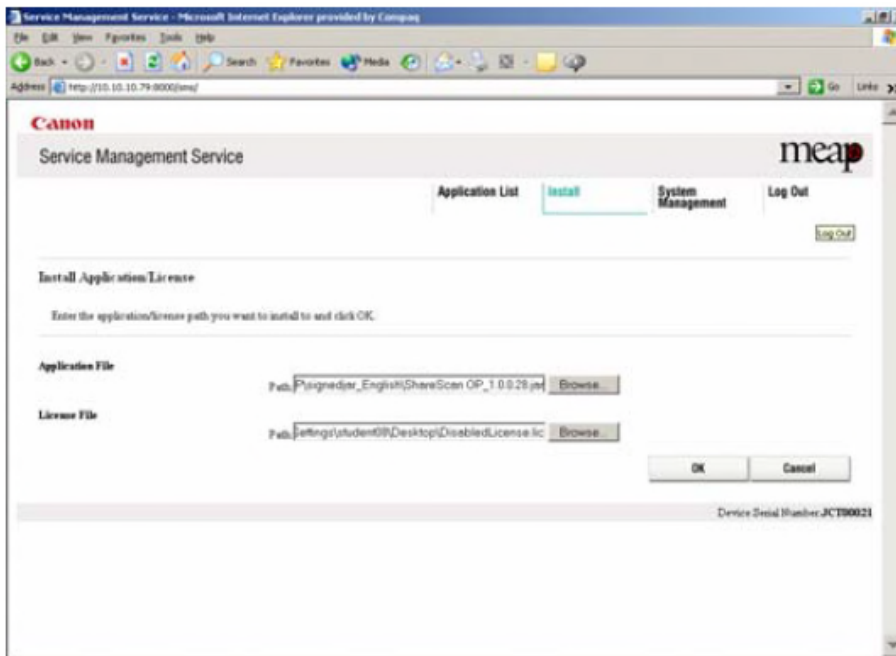 Service Management Service - Microsoft Internet Explorer provided by Compaq
File Edit View Favorites Tools Help
Back Search Favorites Media
Address http://10.10.10.79:8000/sms/ Go Links
Canon
Service Management Service meap
Application List Install System Management Log Out
Log Out
Install Application/License
Enter the application/license path you want to install to and click OK.
Application File
Path: P\signedjar_English\ShareScan OP_1.0.0.28.jar Browse...
License File
Path: Settings\student08\Desktop\DisabledLicense.lic Browse...
OK Cancel
Device Serial Number:JCT00021